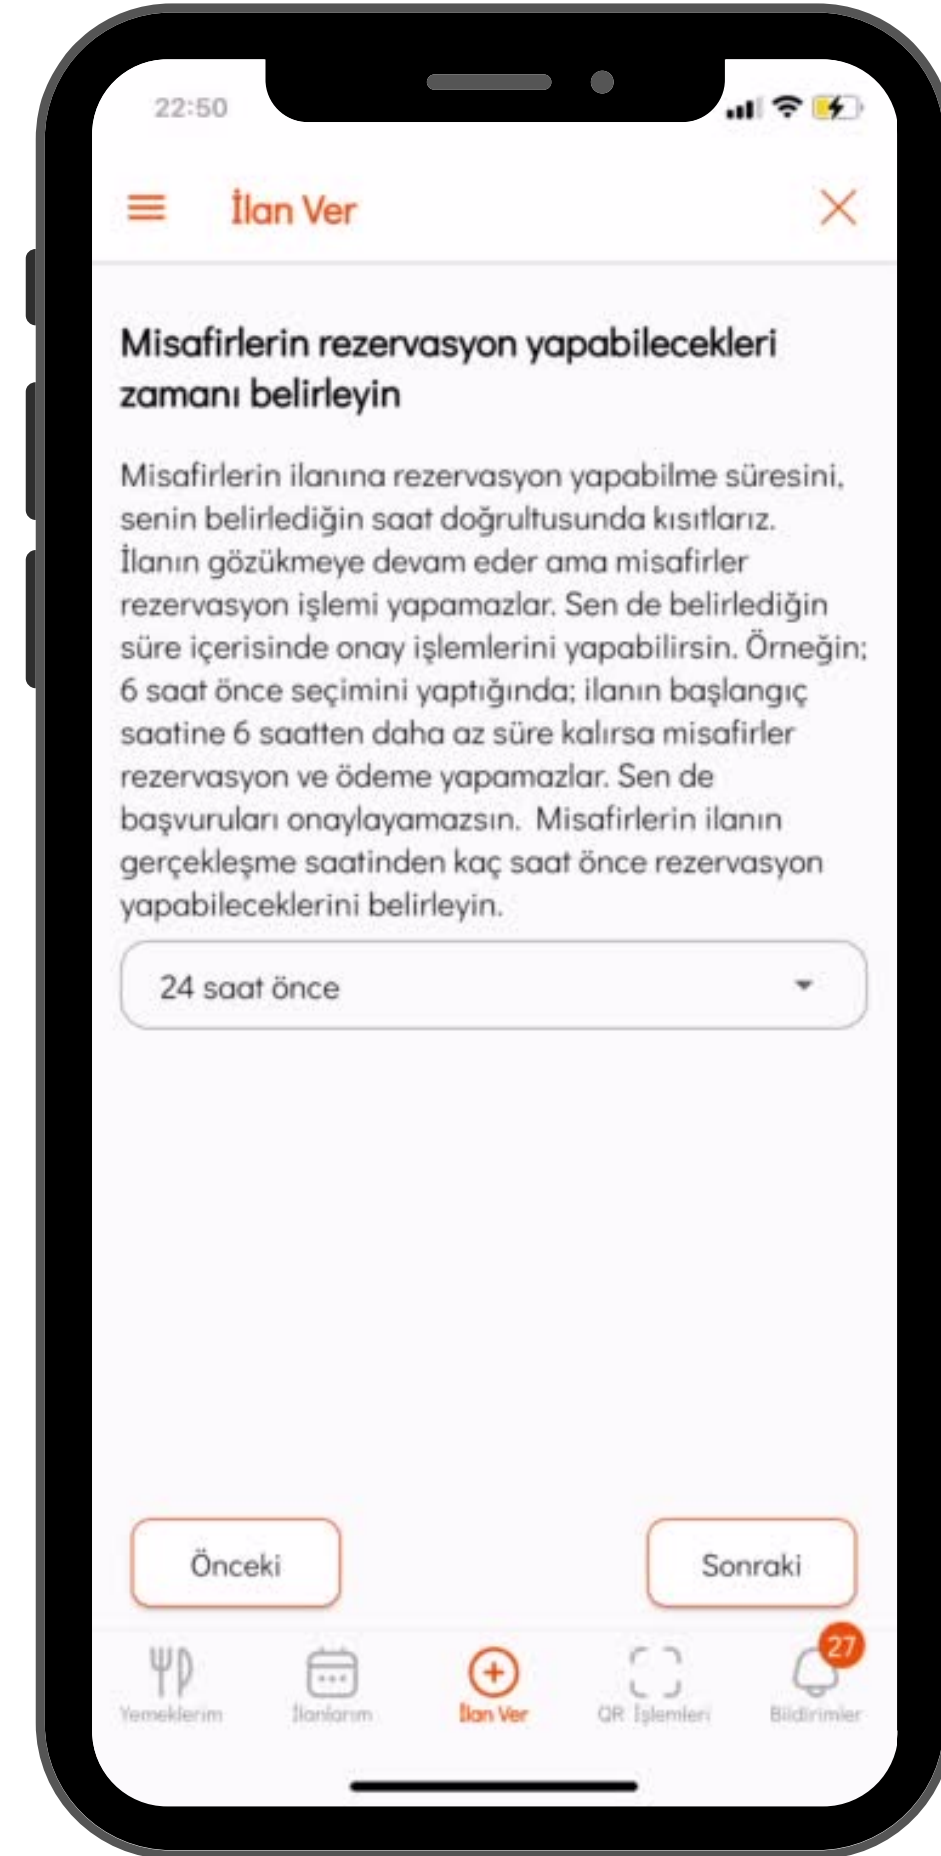 22:50
İlan Ver
Misafirlerin rezervasyon yapabilecekleri
zamanı belirleyin
Misafirlerin ilanına rezervasyon yapabilme süresini,
senin belirlediğin saat doğrultusunda kısıtlarız.
İlanın gözükmeye devam eder ama misafirler
rezervasyon işlemi yapamazlar. Sen de belirlediğin
süre içerisinde onay işlemlerini yapabilirsin. Örneğin;
6 saat önce seçimini yaptığında; ilanın başlangıç
saatine 6 saatten daha az süre kalırsa misafirler
rezervasyon ve ödeme yapamazlar. Sen de
başvuruları onaylayamazsın. Misafirlerin ilanın
gerçekleşme saatinden kaç saat önce rezervasyon
yapabileceklerini belirleyin.
24 saat önce
Önceki Sonraki
27
Yemeklerim İlanlarım İlan Ver QR İşlemleri Bildirimler